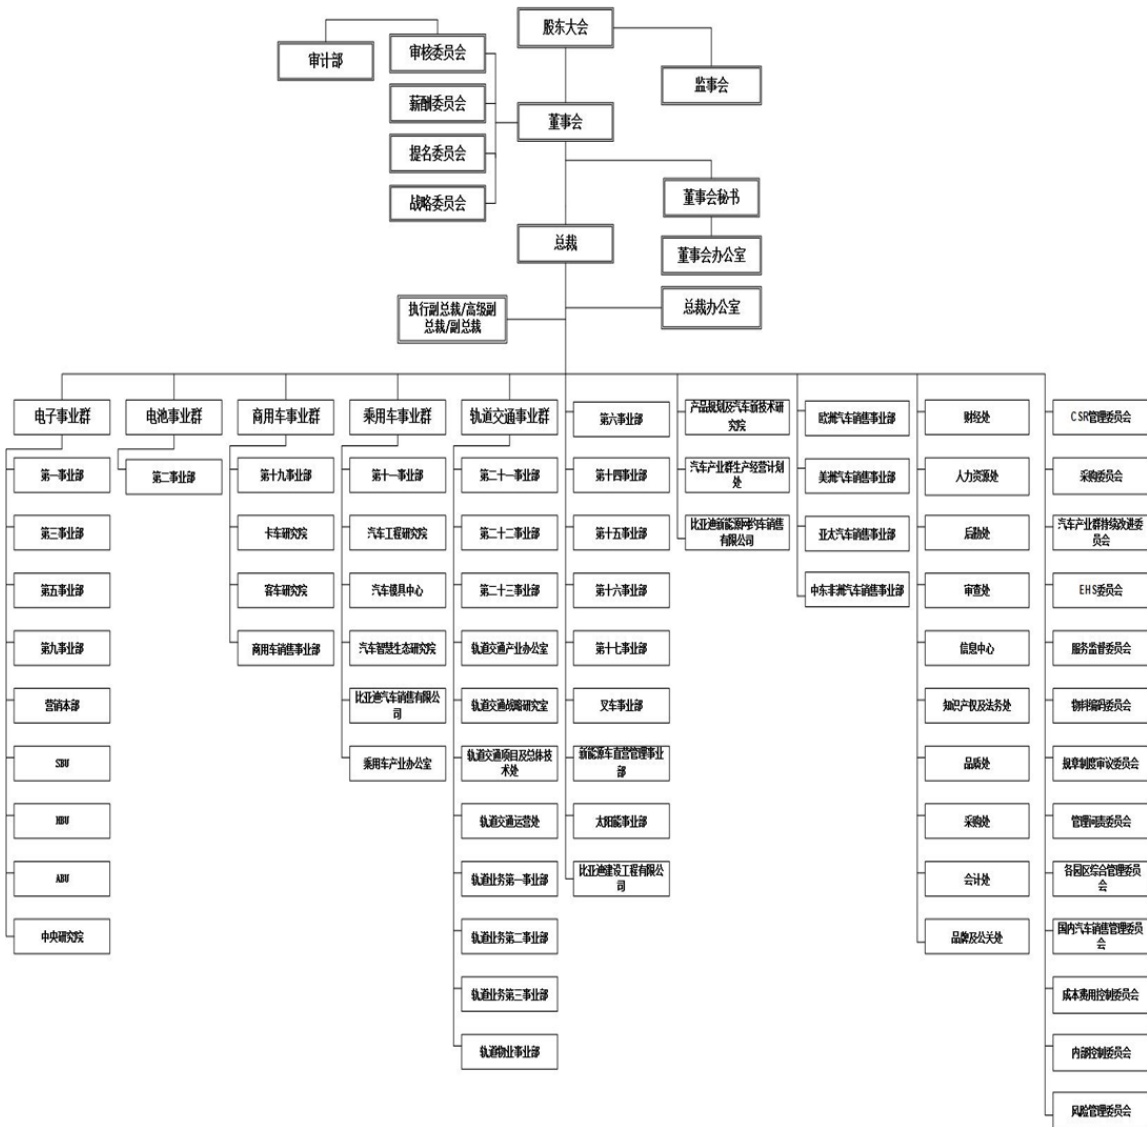 股东大会
审计部
审核委员会
监事会
薪酬委员会
董事会
提名委员会
战略委员会
董事会秘书
总裁
董事会办公室
执行副总裁/高级副
总裁/副总裁
总裁办公室
电子事业群
第一事业部
第三事业部
第五事业部
第九事业部
营销本部
SBU
ABU
中央研究院
电池事业群
第二事业部
商用车事业群
第十九事业部
卡车研究院
客车研究院
商用车销售事业部
乘用车事业群
第十一事业部
汽车工程研究院
汽车模具中心
汽车智慧生态研究院
比亚迪汽车销售有限公
司
乘用车产业办公室
轨道交通事业群
第二十一事业部
第二十二事业部
第二十三事业部
轨道交通产业办公室
轨道交通战略研究室
轨道交通项目及总体技
术处
轨道交通运营处
轨道业务第一事业部
轨道业务第二事业部
轨道业务第三事业部
轨道物业事业部
第六事业部
第十四事业部
第十五事业部
第十六事业部
第十七事业部
叉车事业部
新能源车直营管理事业
部
太阳能事业部
比亚迪建设工程有限公
司
产品规划及汽车新技术研
究院
汽车产业群生产经营计划
处
比亚迪新能源网约车销售
有限公司
欧洲汽车销售事业部
美洲汽车销售事业部
亚太汽车销售事业部
中东非洲汽车销售事业部
财经处
人力资源处
后勤处
审查处
信息中心
知识产权及法务处
品质处
采购处
会计处
品牌及公关处
CSR管理委员会
采购委员会
汽车产业群持续改进委
员会
EHS委员会
服务监督委员会
物料编码委员会
规章制度审议委员会
管理问责委员会
各园区综合管理委员
会
国内汽车销售管理委员
会
成本费用控制委员会
内部控制委员会
风险管理委员会